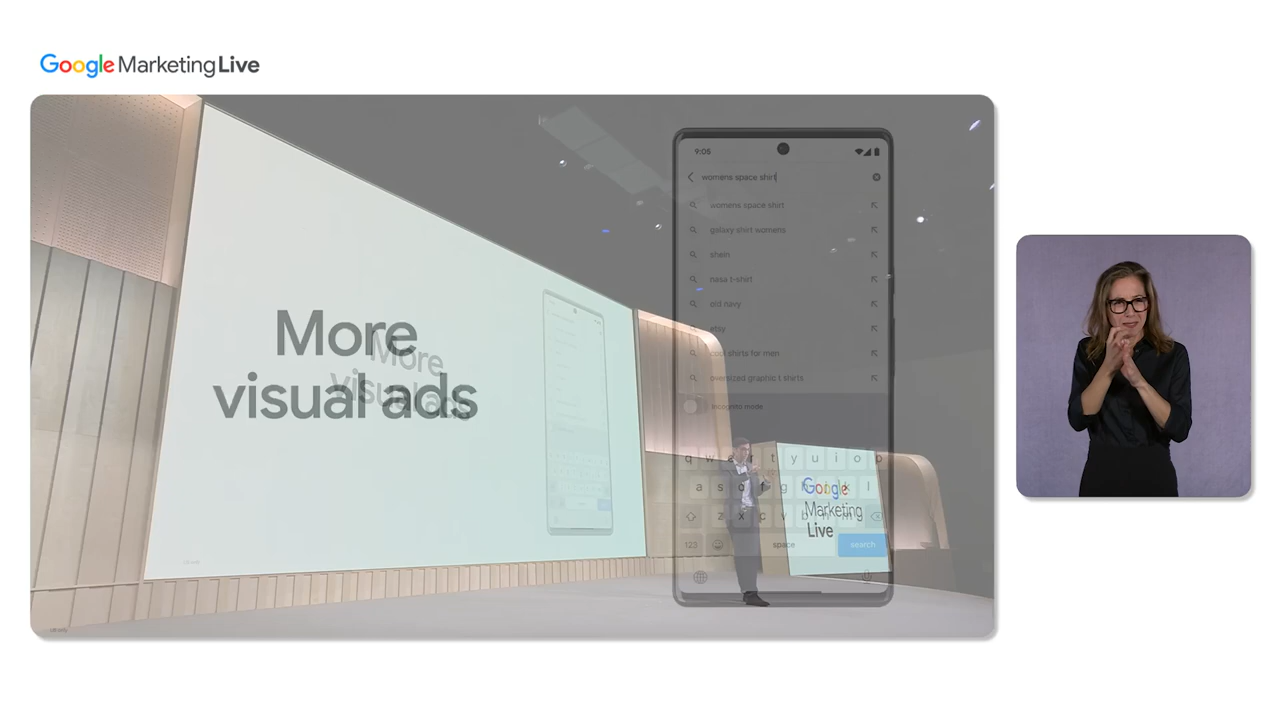 Google Marketing Live
More
visual ads
More
9:05
womens space shirt
womens space shirt
galaxy shirt womens
shein
nasa t-shirt
old navy
etsy
cool shirts for men
oversized graphic t shirts
Incognito mode
q w e r t y u i o p
a s d f g h j k l
z x c v b n m
123 space search
Google
Marketing
Live